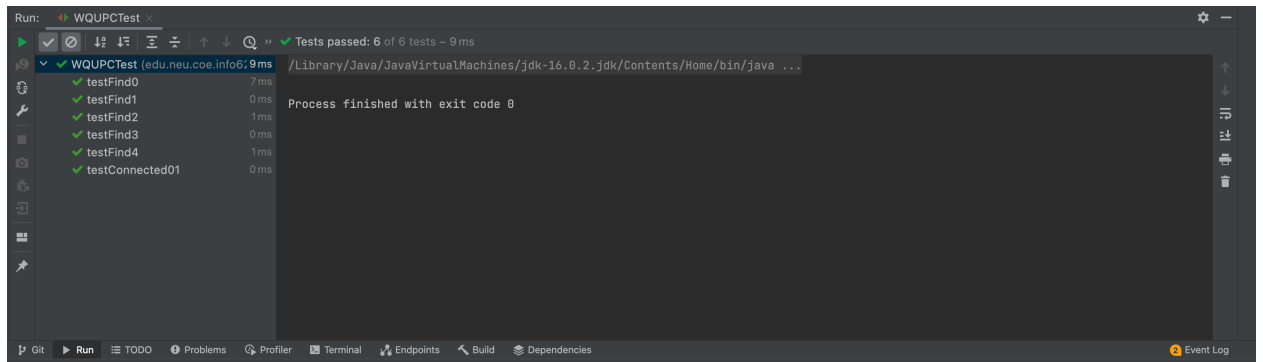 Run: WQUPCTest
Tests passed: 6 of 6 tests – 9 ms
WQUPCTest (edu.neu.coe.info62 9 ms
testFind0 7 ms
testFind1 0 ms
testFind2 1 ms
testFind3 0 ms
testFind4 1 ms
testConnected01 0 ms
/Library/Java/JavaVirtualMachines/jdk-16.0.2.jdk/Contents/Home/bin/java ...
Process finished with exit code 0
Git Run TODO Problems Profiler Terminal Endpoints Build Dependencies 2 Event Log